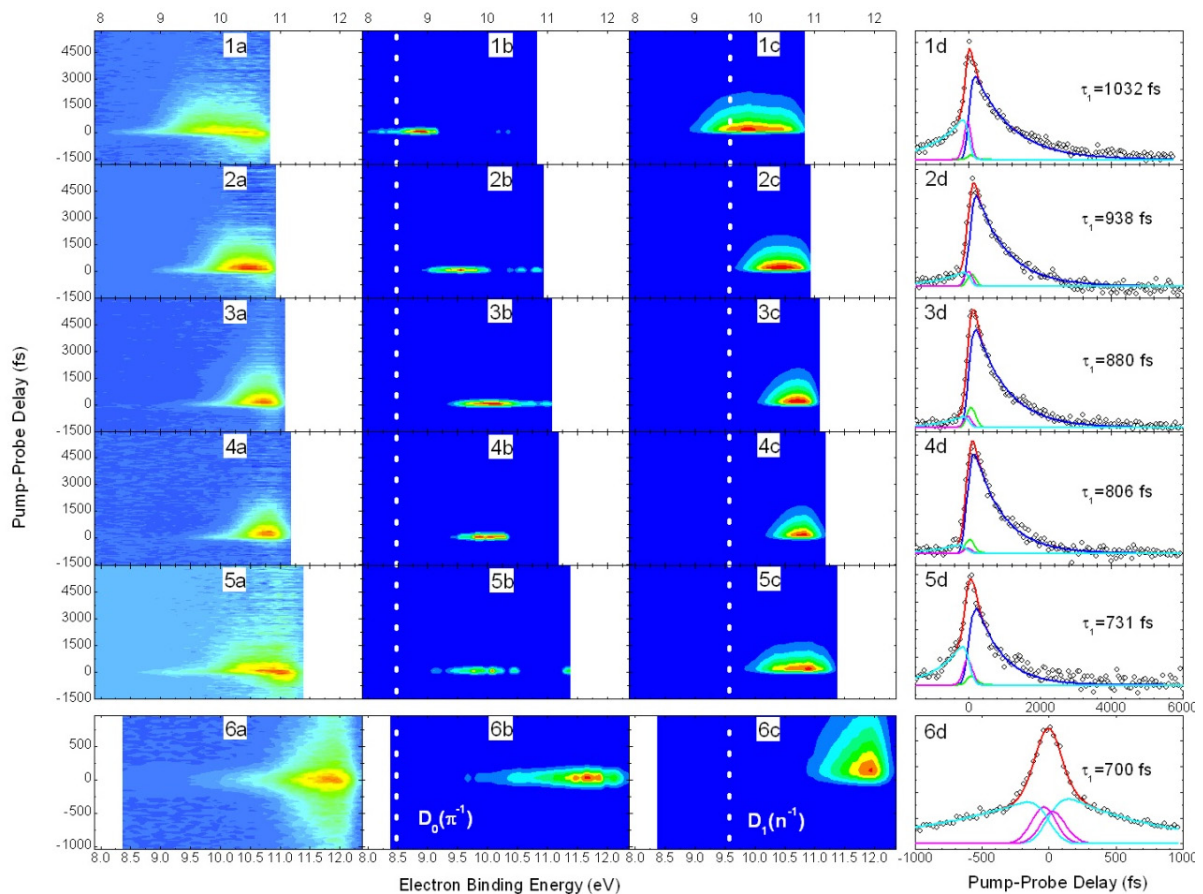 9 10 11 8 9 10 11 8 9 10 11 12
4500
3000
1500
0
-1500
1a 1b 1c 1d
τ₁=1032 fs
4500
3000
1500
0
-1500
2a 2b 2c 2d
τ₁=938 fs
4500
3000
1500
0
-1500
3a 3b 3c 3d
τ₁=880 fs
4500
3000
1500
0
-1500
4a 4b 4c 4d
τ₁=806 fs
4500
3000
1500
0
-1500
5a 5b 5c 5d
τ₁=731 fs
0 2000 4000 6000
500
0
-500
-1000
6a 6b 6c 6d
τ₁=700 fs
D₀(π⁻¹)
D₁(n⁻¹)
8.0 8.5 9.0 9.5 10.0 10.5 11.0 11.5 12.0 8.0 8.5 9.0 9.5 10.0 10.5 11.0 11.5 12.0 8.0 8.5 9.0 9.5 10.0 10.5 11.0 11.5 12.0
-1000 -500 0 500 1000
Pump-Probe Delay (fs)
Electron Binding Energy (eV)
Pump-Probe Delay (fs)